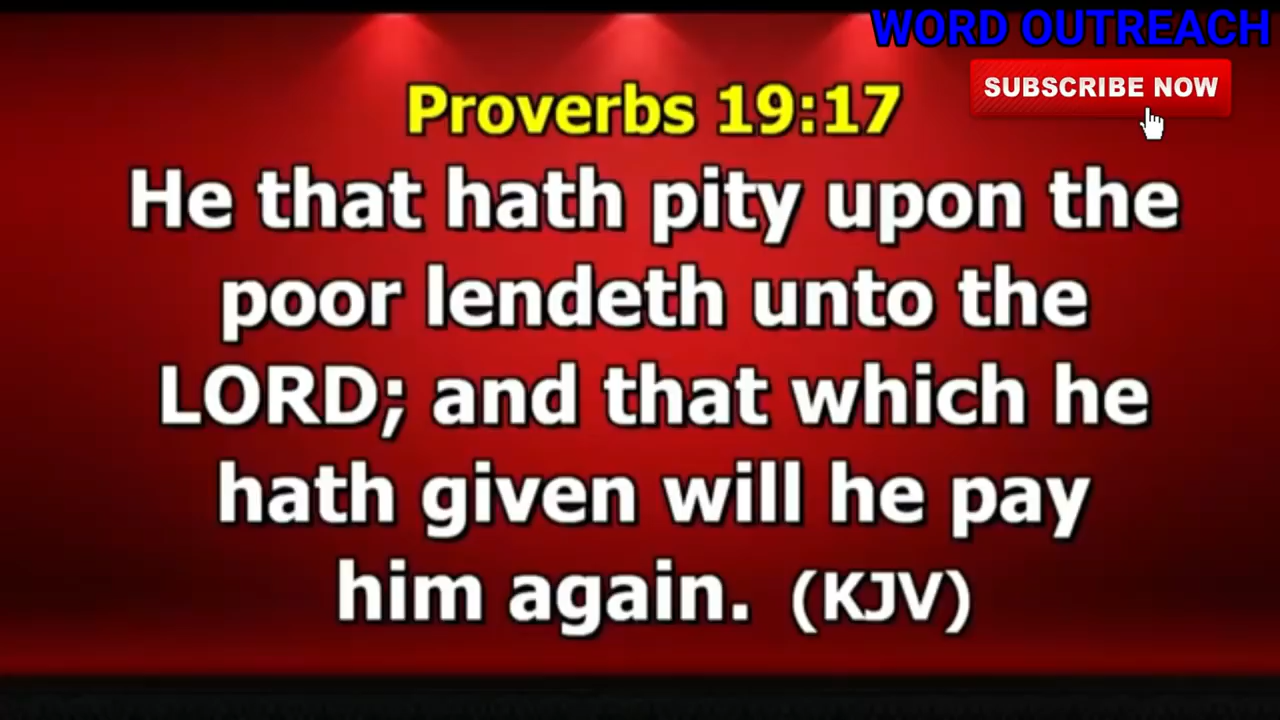 WORD OUTREACH
SUBSCRIBE NOW
Proverbs 19:17
He that hath pity upon the
poor lendeth unto the
LORD; and that which he
hath given will he pay
him again. (KJV)